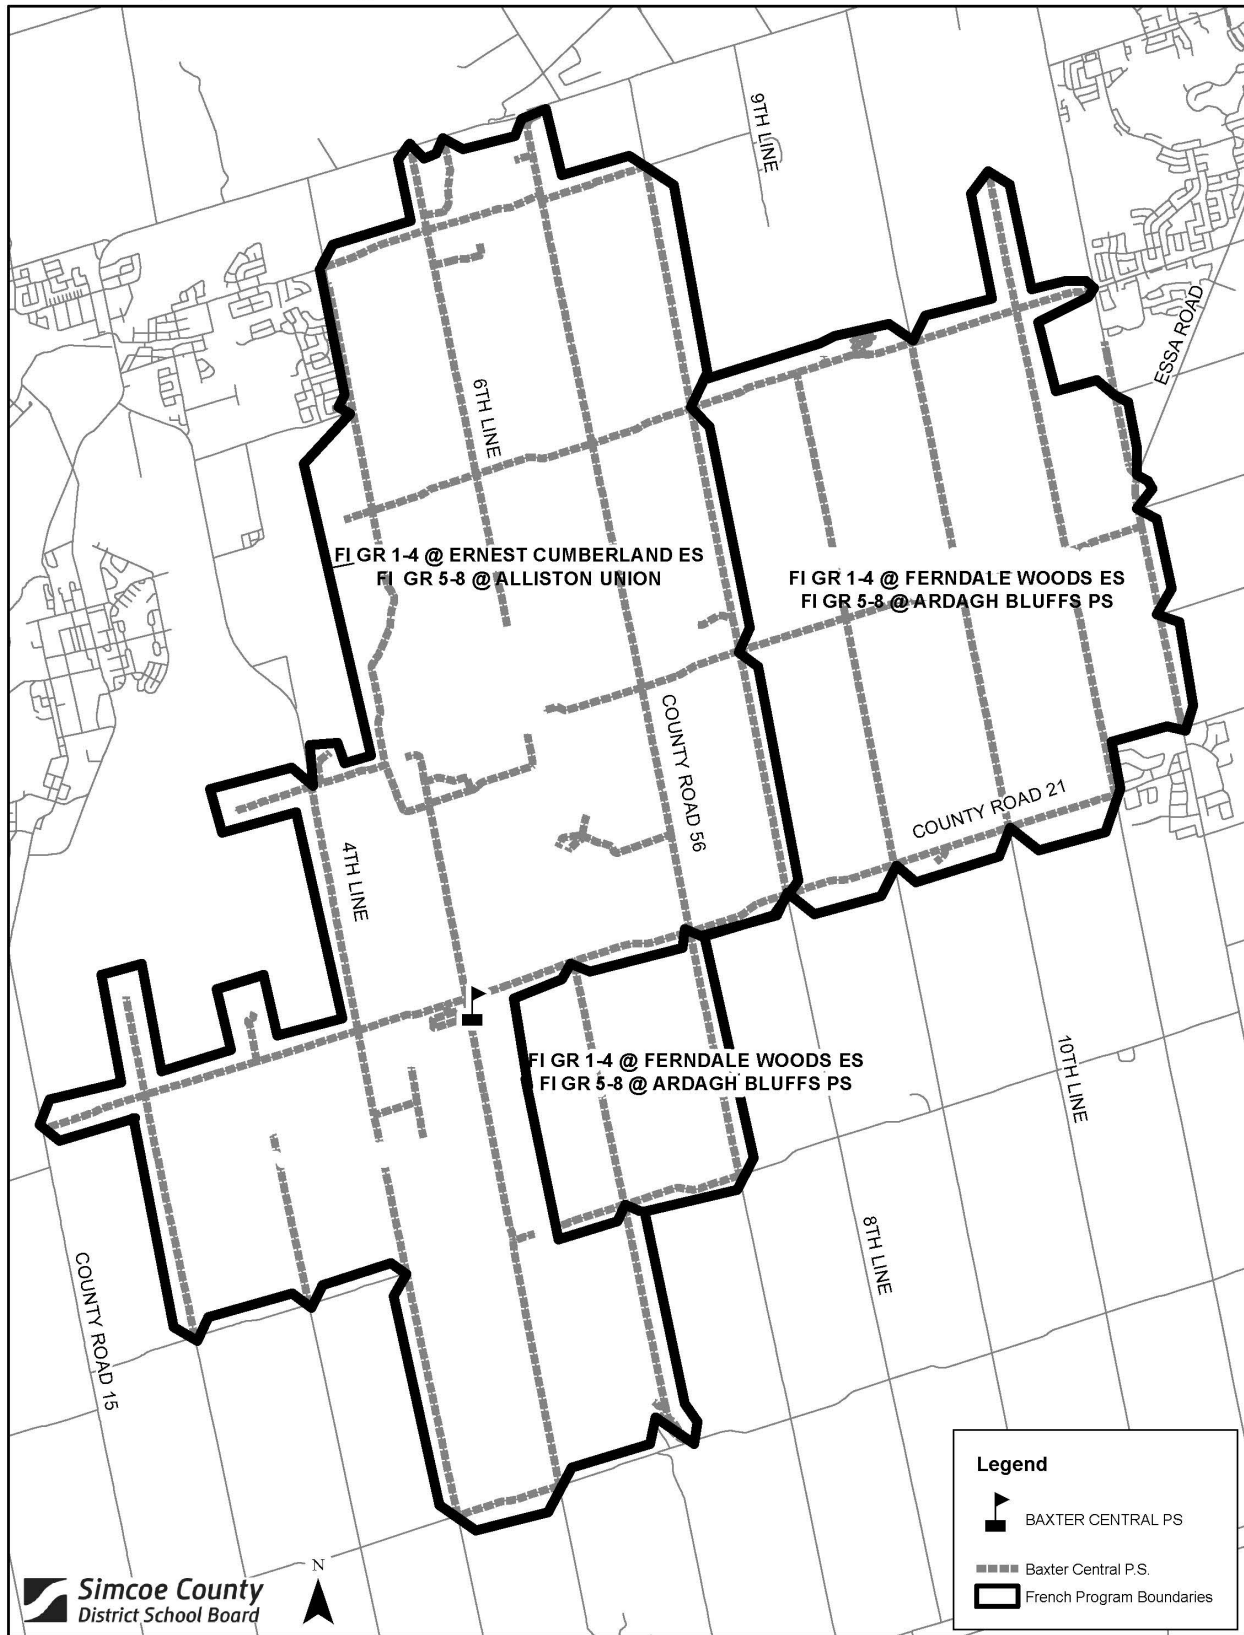 9TH LINE
ESSA ROAD
6TH LINE
FI GR 1-4 @ ERNEST CUMBERLAND ES
FI GR 5-8 @ ALLISTON UNION
FI GR 1-4 @ FERNDALE WOODS ES
FI GR 5-8 @ ARDAGH BLUFFS PS
COUNTY ROAD 56
COUNTY ROAD 21
4TH LINE
FI GR 1-4 @ FERNDALE WOODS ES
FI GR 5-8 @ ARDAGH BLUFFS PS
10TH LINE
8TH LINE
COUNTY ROAD 15
Legend
BAXTER CENTRAL PS
Baxter Central P.S.
French Program Boundaries
Simcoe County
District School Board
N